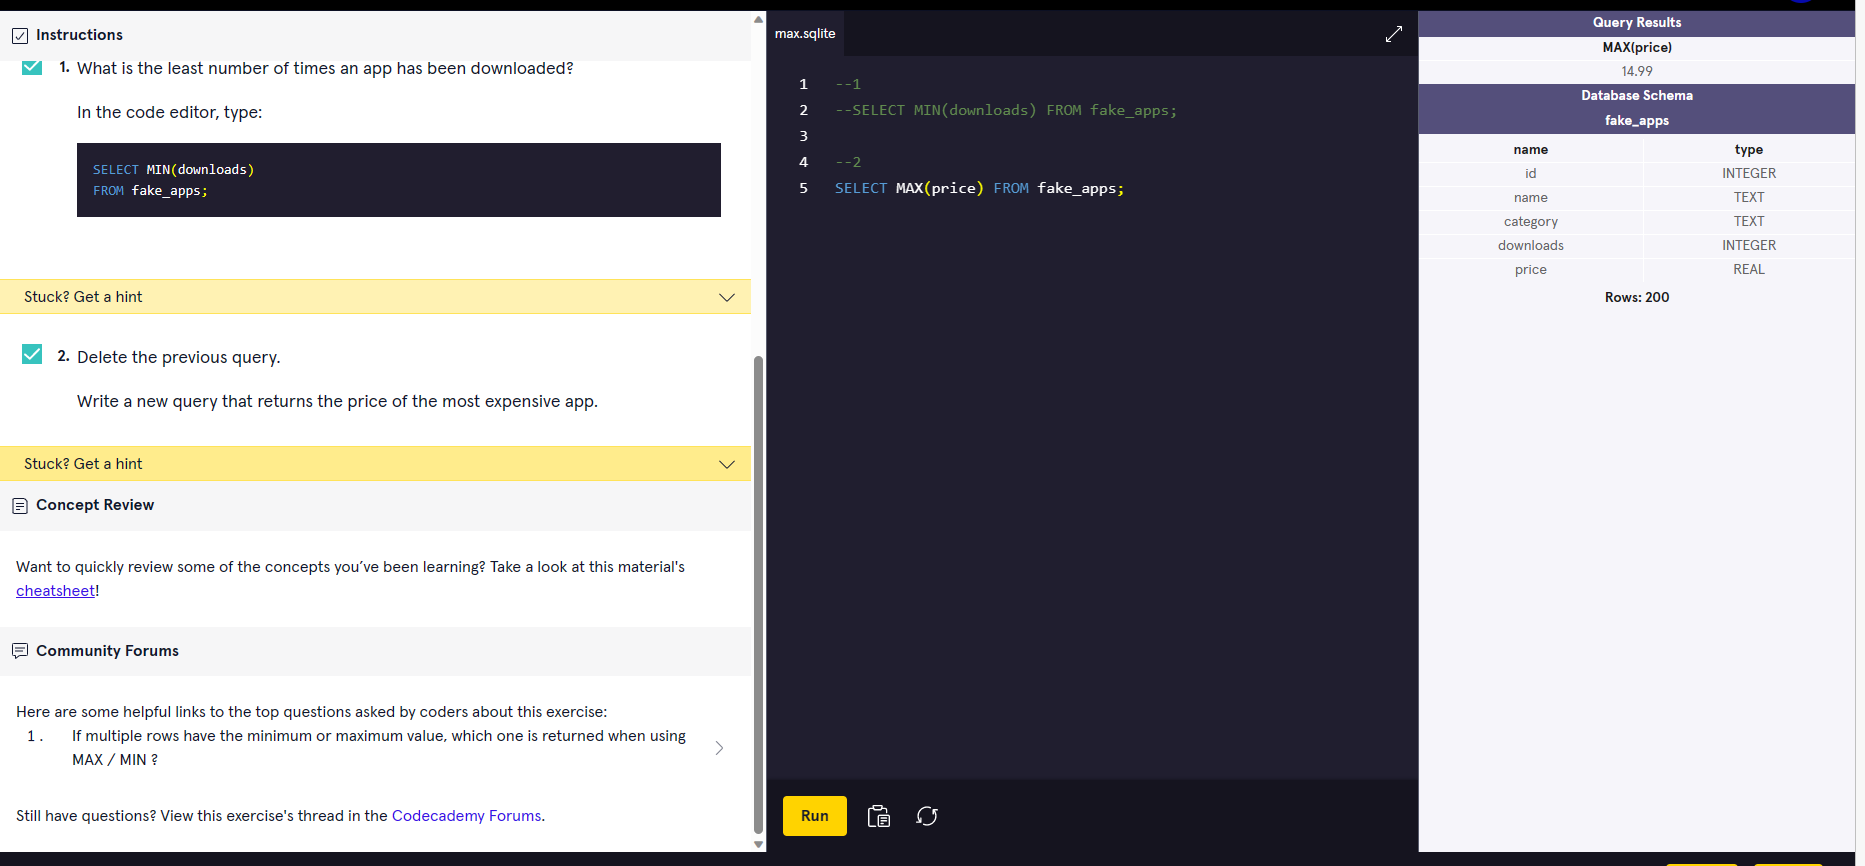 Instructions
1. What is the least number of times an app has been downloaded?
In the code editor, type:
SELECT MIN(downloads)
FROM fake_apps;
Stuck? Get a hint
2. Delete the previous query.
Write a new query that returns the price of the most expensive app.
Stuck? Get a hint
Concept Review
Want to quickly review some of the concepts you’ve been learning? Take a look at this material's
cheatsheet!
Community Forums
Here are some helpful links to the top questions asked by coders about this exercise:
1. If multiple rows have the minimum or maximum value, which one is returned when using
MAX / MIN ?
Still have questions? View this exercise's thread in the Codecademy Forums.
max.sqlite
1 --1
2 --SELECT MIN(downloads) FROM fake_apps;
3
4 --2
5 SELECT MAX(price) FROM fake_apps;
Run
Query Results
MAX(price)
14.99
Database Schema
fake_apps
name type
id INTEGER
name TEXT
category TEXT
downloads INTEGER
price REAL
Rows: 200